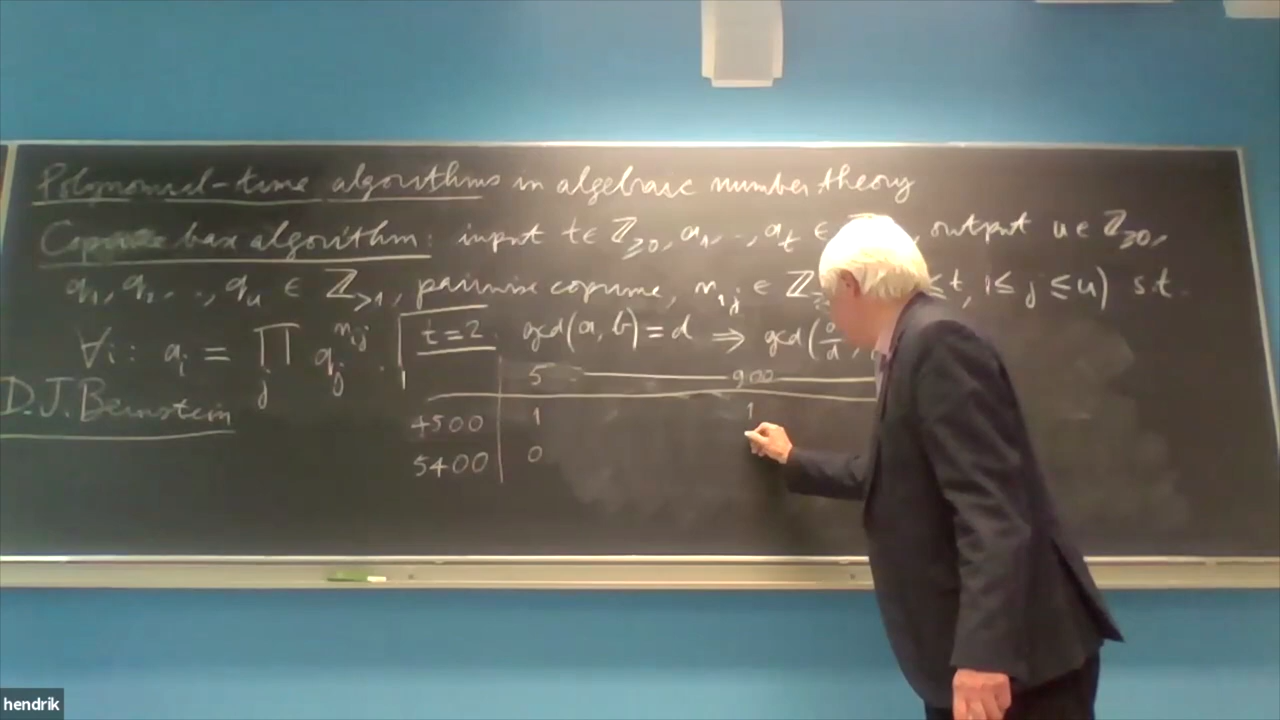 Polynomial-time algorithms in algebraic number theory
Coprime base algorithm: input t ∈ ℤ≥0, a₁, .., aₜ ∈ , output u ∈ ℤ≥0,
q₁, q₂, .., qᵤ ∈ ℤ>1, pairwise coprime, nᵢⱼ ∈ ℤ ≤ t, 1 ≤ j ≤ u) s.t.
∀i: aᵢ = ∏ⱼ qⱼ^nᵢⱼ. t=2. gcd(a, b) = d ⇒ gcd(
D.J. Bernstein
5 900
4500 1 1
5400 0
hendrik